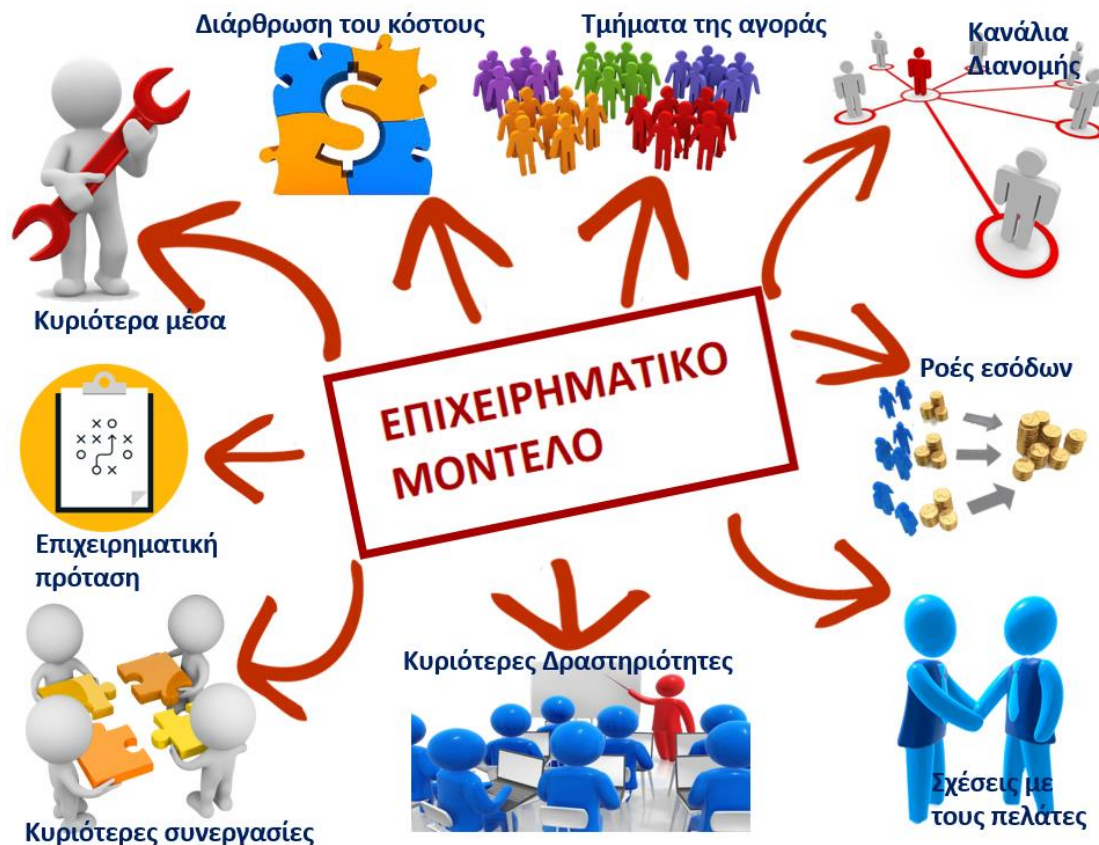 Διάρθρωση του κόστους
Τμήματα της αγοράς
Κανάλια
Διανομής
Κυριότερα μέσα
ΕΠΙΧΕΙΡΗΜΑΤΙΚΟ
ΜΟΝΤΕΛΟ
Ροές εσόδων
Επιχειρηματική
πρόταση
Κυριότερες Δραστηριότητες
Σχέσεις με
τους πελάτες
Κυριότερες συνεργασίες